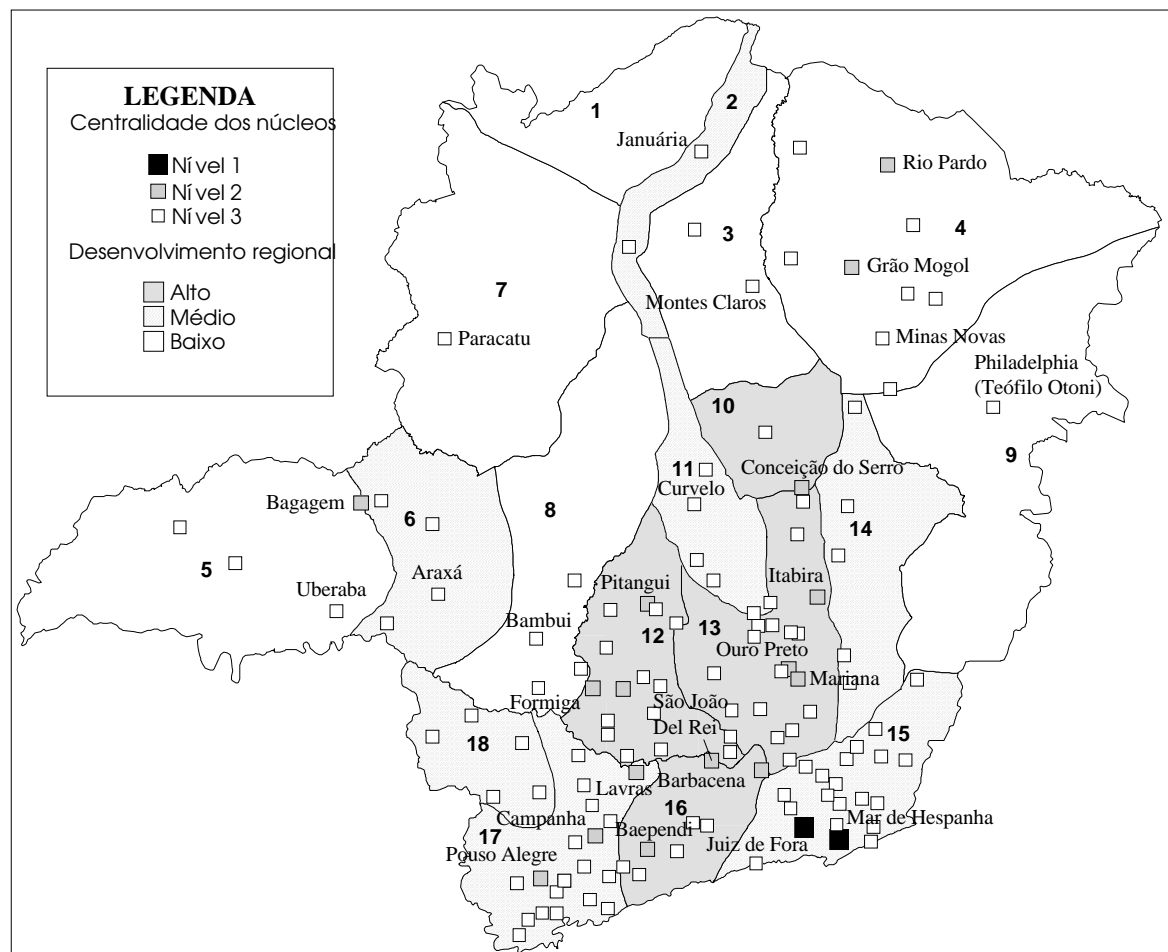 LEGENDA
Centralidade dos núcleos
Nível 1
Nível 2
Nível 3
Desenvolvimento regional
Alto
Médio
Baixo
1
2
Januária
Rio Pardo
3
4
Grão Mogol
7
Montes Claros
Paracatu
Minas Novas
Philadelphia
(Teófilo Otoni)
10
9
11
Conceição do Serro
Curvelo
Bagagem
6
8
14
5
Araxá
Pitangui
Itabira
Uberaba
Bambui
12
13
Ouro Preto
Mariana
Formiga
São João
Del Rei
18
15
Lavras
Barbacena
Campanha
16
Mar de Hespanha
17
Baependi
Juiz de Fora
Pouso Alegre